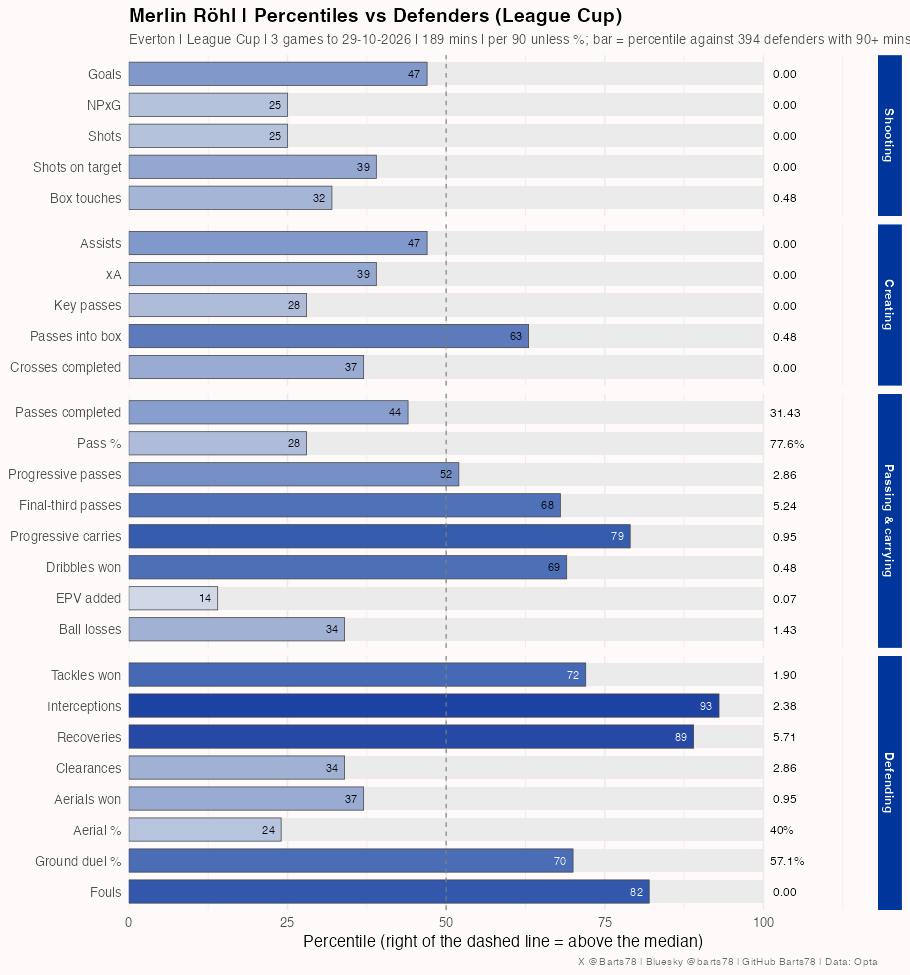 Merlin Röhl | Percentiles vs Defenders (League Cup)
Everton | League Cup | 3 games to 29-10-2026 | 189 mins | per 90 unless %; bar = percentile against 394 defenders with 90+ mins
Goals 47 0.00
NPxG 25 0.00
Shots 25 0.00
Shots on target 39 0.00
Box touches 32 0.48
Shooting
Assists 47 0.00
xA 39 0.00
Key passes 28 0.00
Passes into box 63 0.48
Crosses completed 37 0.00
Creating
Passes completed 44 31.43
Pass % 28 77.6%
Progressive passes 52 2.86
Final-third passes 68 5.24
Progressive carries 79 0.95
Dribbles won 69 0.48
EPV added 14 0.07
Ball losses 34 1.43
Passing & carrying
Tackles won 72 1.90
Interceptions 93 2.38
Recoveries 89 5.71
Clearances 34 2.86
Aerials won 37 0.95
Aerial % 24 40%
Ground duel % 70 57.1%
Fouls 82 0.00
Defending
0 25 50 75 100
Percentile (right of the dashed line = above the median)
X @Barts78 | Bluesky @barts78 | GitHub Barts78 | Data: Opta